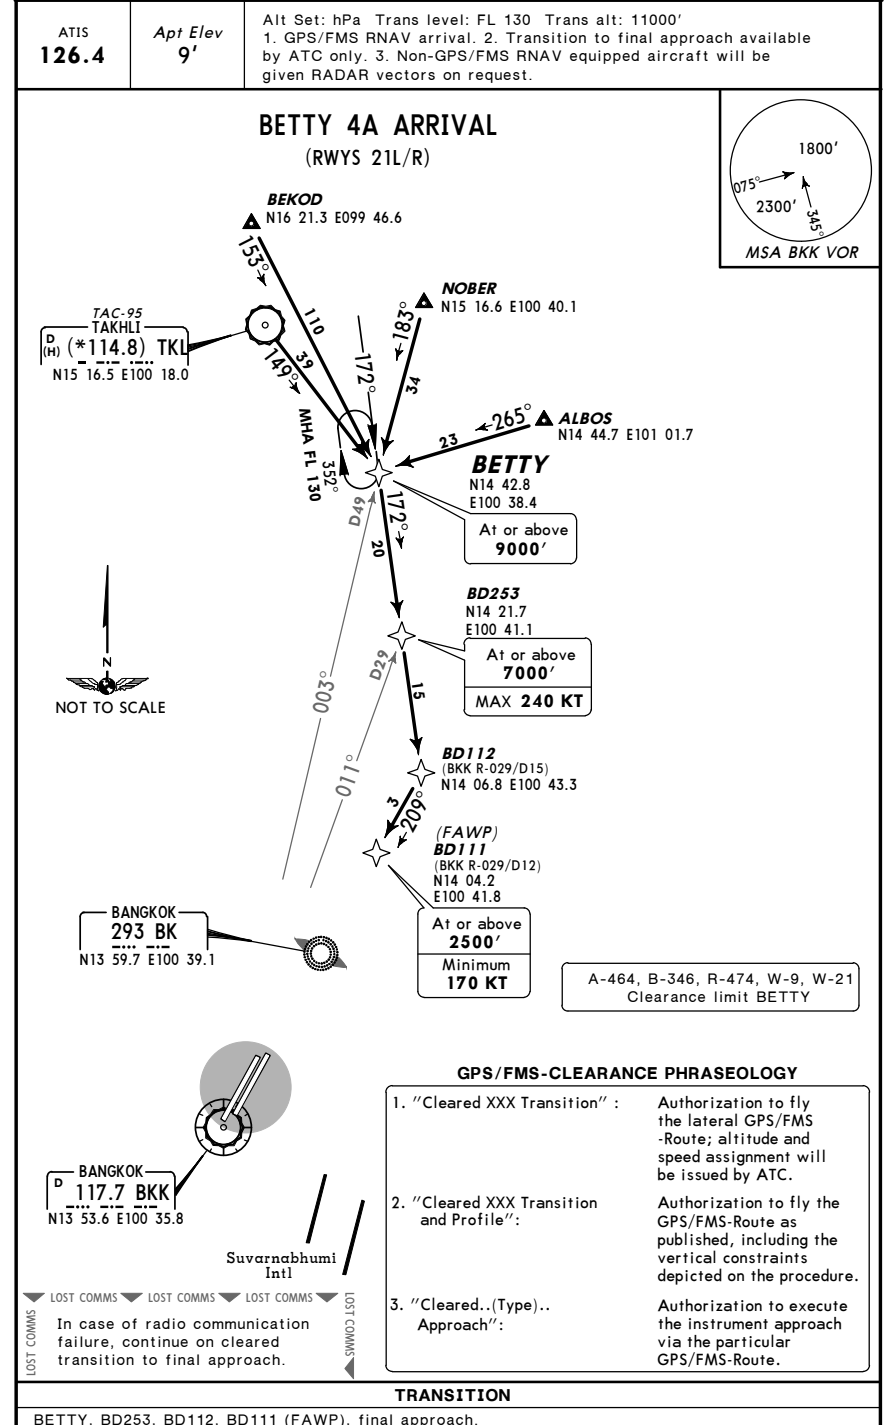 ATIS
126.4
Apt Elev
9'
Alt Set: hPa Trans level: FL 130 Trans alt: 11000'
1. GPS/FMS RNAV arrival. 2. Transition to final approach available
by ATC only. 3. Non-GPS/FMS RNAV equipped aircraft will be
given RADAR vectors on request.
BETTY 4A ARRIVAL
(RWYS 21L/R)
1800'
075°
2300'
345°
MSA BKK VOR
BEKOD
N16 21.3 E099 46.6
153°
110
NOBER
N15 16.6 E100 40.1
183°
34
TAC-95
TAKHLI
D
(H) (*114.8) TKL
N15 16.5 E100 18.0
149°
39
172°
265°
23
ALBOS
N14 44.7 E101 01.7
MHA FL 130
352°
BETTY
N14 42.8
E100 38.4
At or above
9000'
D49
172°
20
BD253
N14 21.7
E100 41.1
At or above
7000'
MAX 240 KT
D29
003°
011°
15
N
NOT TO SCALE
BD112
(BKK R-029/D15)
N14 06.8 E100 43.3
3
209°
(FAWP)
BD111
(BKK R-029/D12)
N14 04.2
E100 41.8
At or above
2500'
Minimum
170 KT
BANGKOK
293 BK
N13 59.7 E100 39.1
A-464, B-346, R-474, W-9, W-21
Clearance limit BETTY
BANGKOK
D 117.7 BKK
N13 53.6 E100 35.8
Suvarnabhumi
Intl
GPS/FMS-CLEARANCE PHRASEOLOGY
1. "Cleared XXX Transition" : Authorization to fly
the lateral GPS/FMS
-Route; altitude and
speed assignment will
be issued by ATC.
2. "Cleared XXX Transition Authorization to fly the
and Profile": GPS/FMS-Route as
published, including the
vertical constraints
depicted on the procedure.
3. "Cleared..(Type).. Authorization to execute
Approach": the instrument approach
via the particular
GPS/FMS-Route.
LOST COMMS LOST COMMS LOST COMMS
LOST COMMS
LOST COMMS
In case of radio communication
failure, continue on cleared
transition to final approach.
TRANSITION
BETTY, BD253, BD112, BD111 (FAWP), final approach.